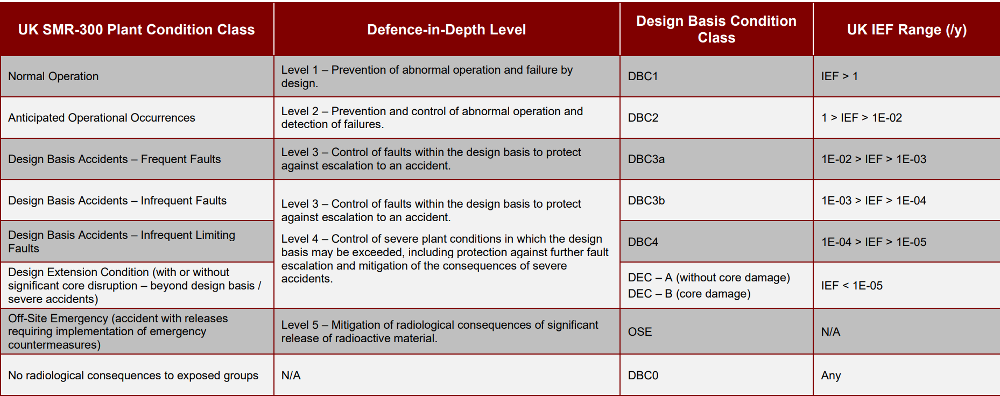 UK SMR-300 Plant Condition Class
Defence-in-Depth Level
Design Basis Condition
Class
UK IEF Range (/y)
Normal Operation
Level 1 – Prevention of abnormal operation and failure by
design.
DBC1
IEF > 1
Anticipated Operational Occurrences
Level 2 – Prevention and control of abnormal operation and
detection of failures.
DBC2
1 > IEF > 1E-02
Design Basis Accidents – Frequent Faults
Level 3 – Control of faults within the design basis to protect
against escalation to an accident.
DBC3a
1E-02 > IEF > 1E-03
Design Basis Accidents – Infrequent Faults
Level 3 – Control of faults within the design basis to protect
against escalation to an accident.
Level 4 – Control of severe plant conditions in which the design
basis may be exceeded, including protection against further fault
escalation and mitigation of the consequences of severe
accidents.
DBC3b
1E-03 > IEF > 1E-04
Design Basis Accidents – Infrequent Limiting
Faults
DBC4
1E-04 > IEF > 1E-05
Design Extension Condition (with or without
significant core disruption – beyond design basis /
severe accidents)
DEC – A (without core damage)
DEC – B (core damage)
IEF < 1E-05
Off-Site Emergency (accident with releases
requiring implementation of emergency
countermeasures)
Level 5 – Mitigation of radiological consequences of significant
release of radioactive material.
OSE
N/A
No radiological consequences to exposed groups
N/A
DBC0
Any